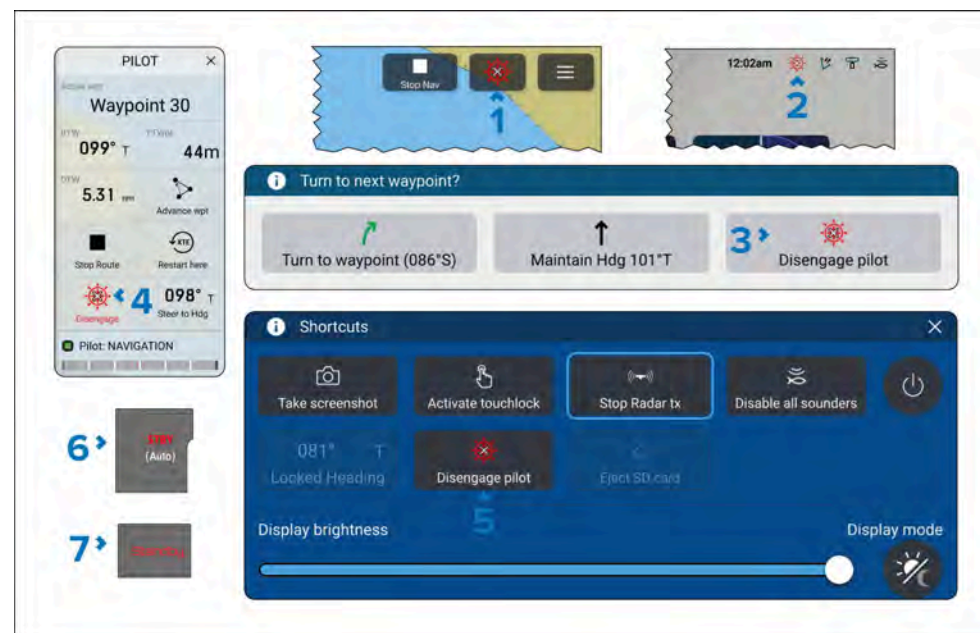 PILOT ×
Waypoint 30
099° T
44m
DTW
5.31 nm
Advance wpt
Stop Route
XTE
Restart here
Disengage
4
098° T
Steer to Hdg
Pilot: NAVIGATION
Stop Nav
1
12:02am
2
Turn to next waypoint?
Turn to waypoint (086°S)
Maintain Hdg 101°T
3
Disengage pilot
Shortcuts
Take screenshot
Activate touchlock
Stop Radar tx
Disable all sounders
081° T
Locked Heading
Disengage pilot
Eject SD card
5
Display brightness
Display mode
6
(Auto)
7
Standby